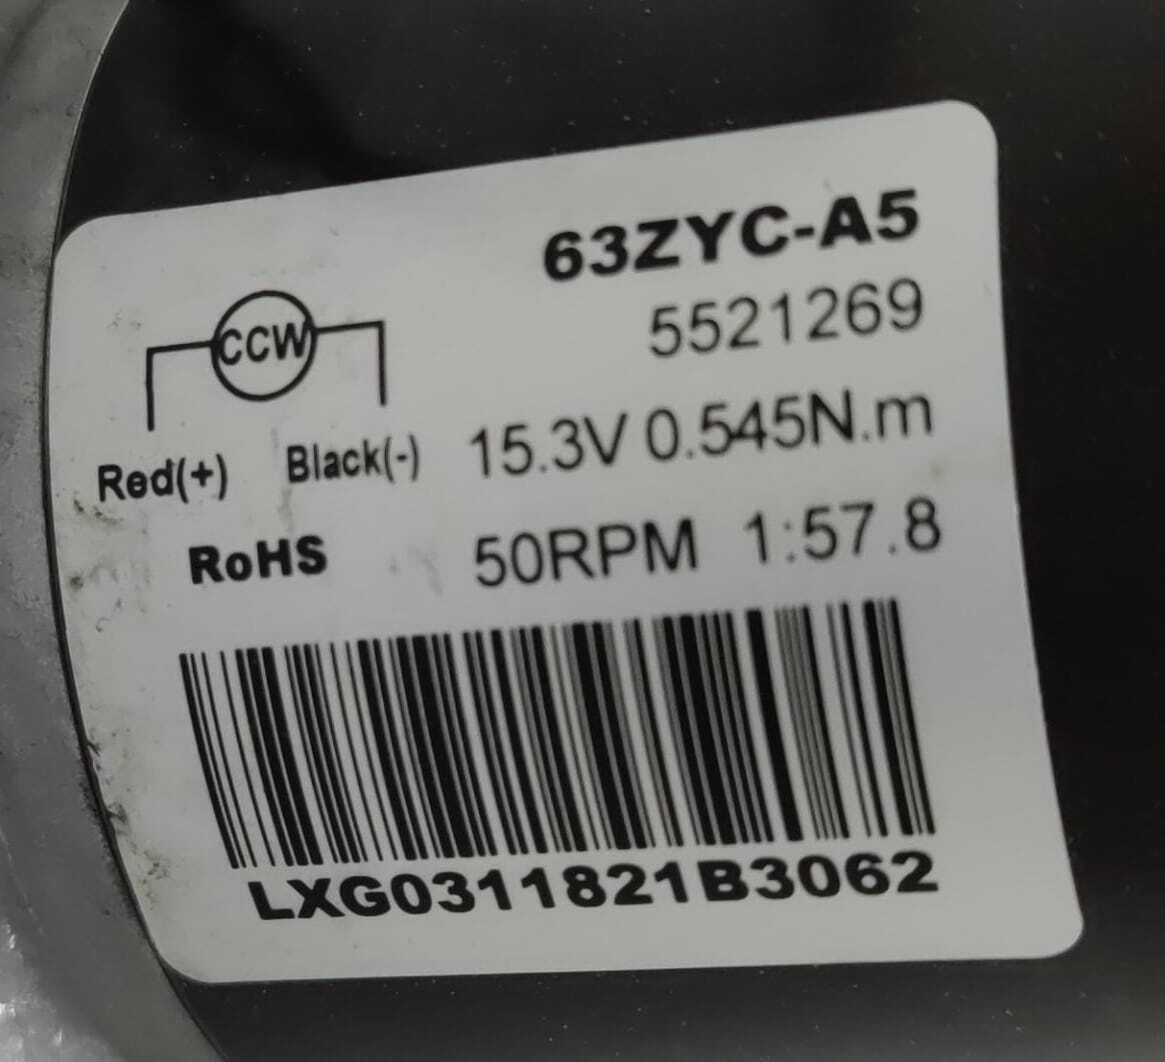 63ZYC-A5
5521269
CCW
Red(+) Black(-) 15.3V 0.545N.m
RoHS 50RPM 1:57.8
LXG0311821B3062